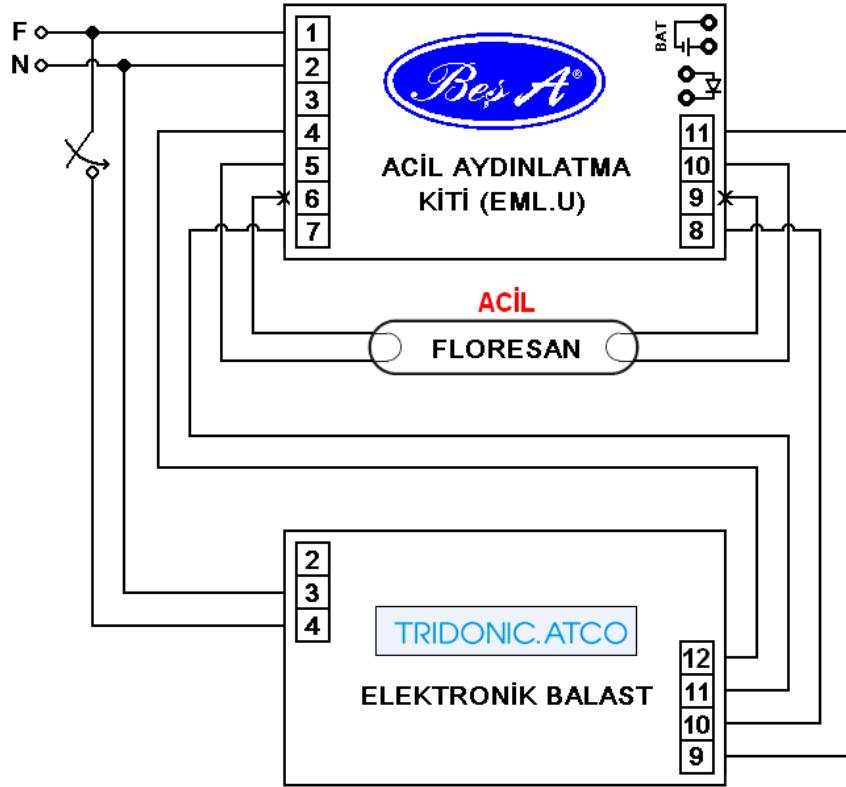 F
N
1
2
3
4
5
6
7
Beş A®
BAT
ACİL AYDINLATMA
KİTİ (EML.U)
11
10
9
8
ACİL
FLORESAN
2
3
4
TRIDONIC.ATCO
ELEKTRONİK BALAST
12
11
10
9